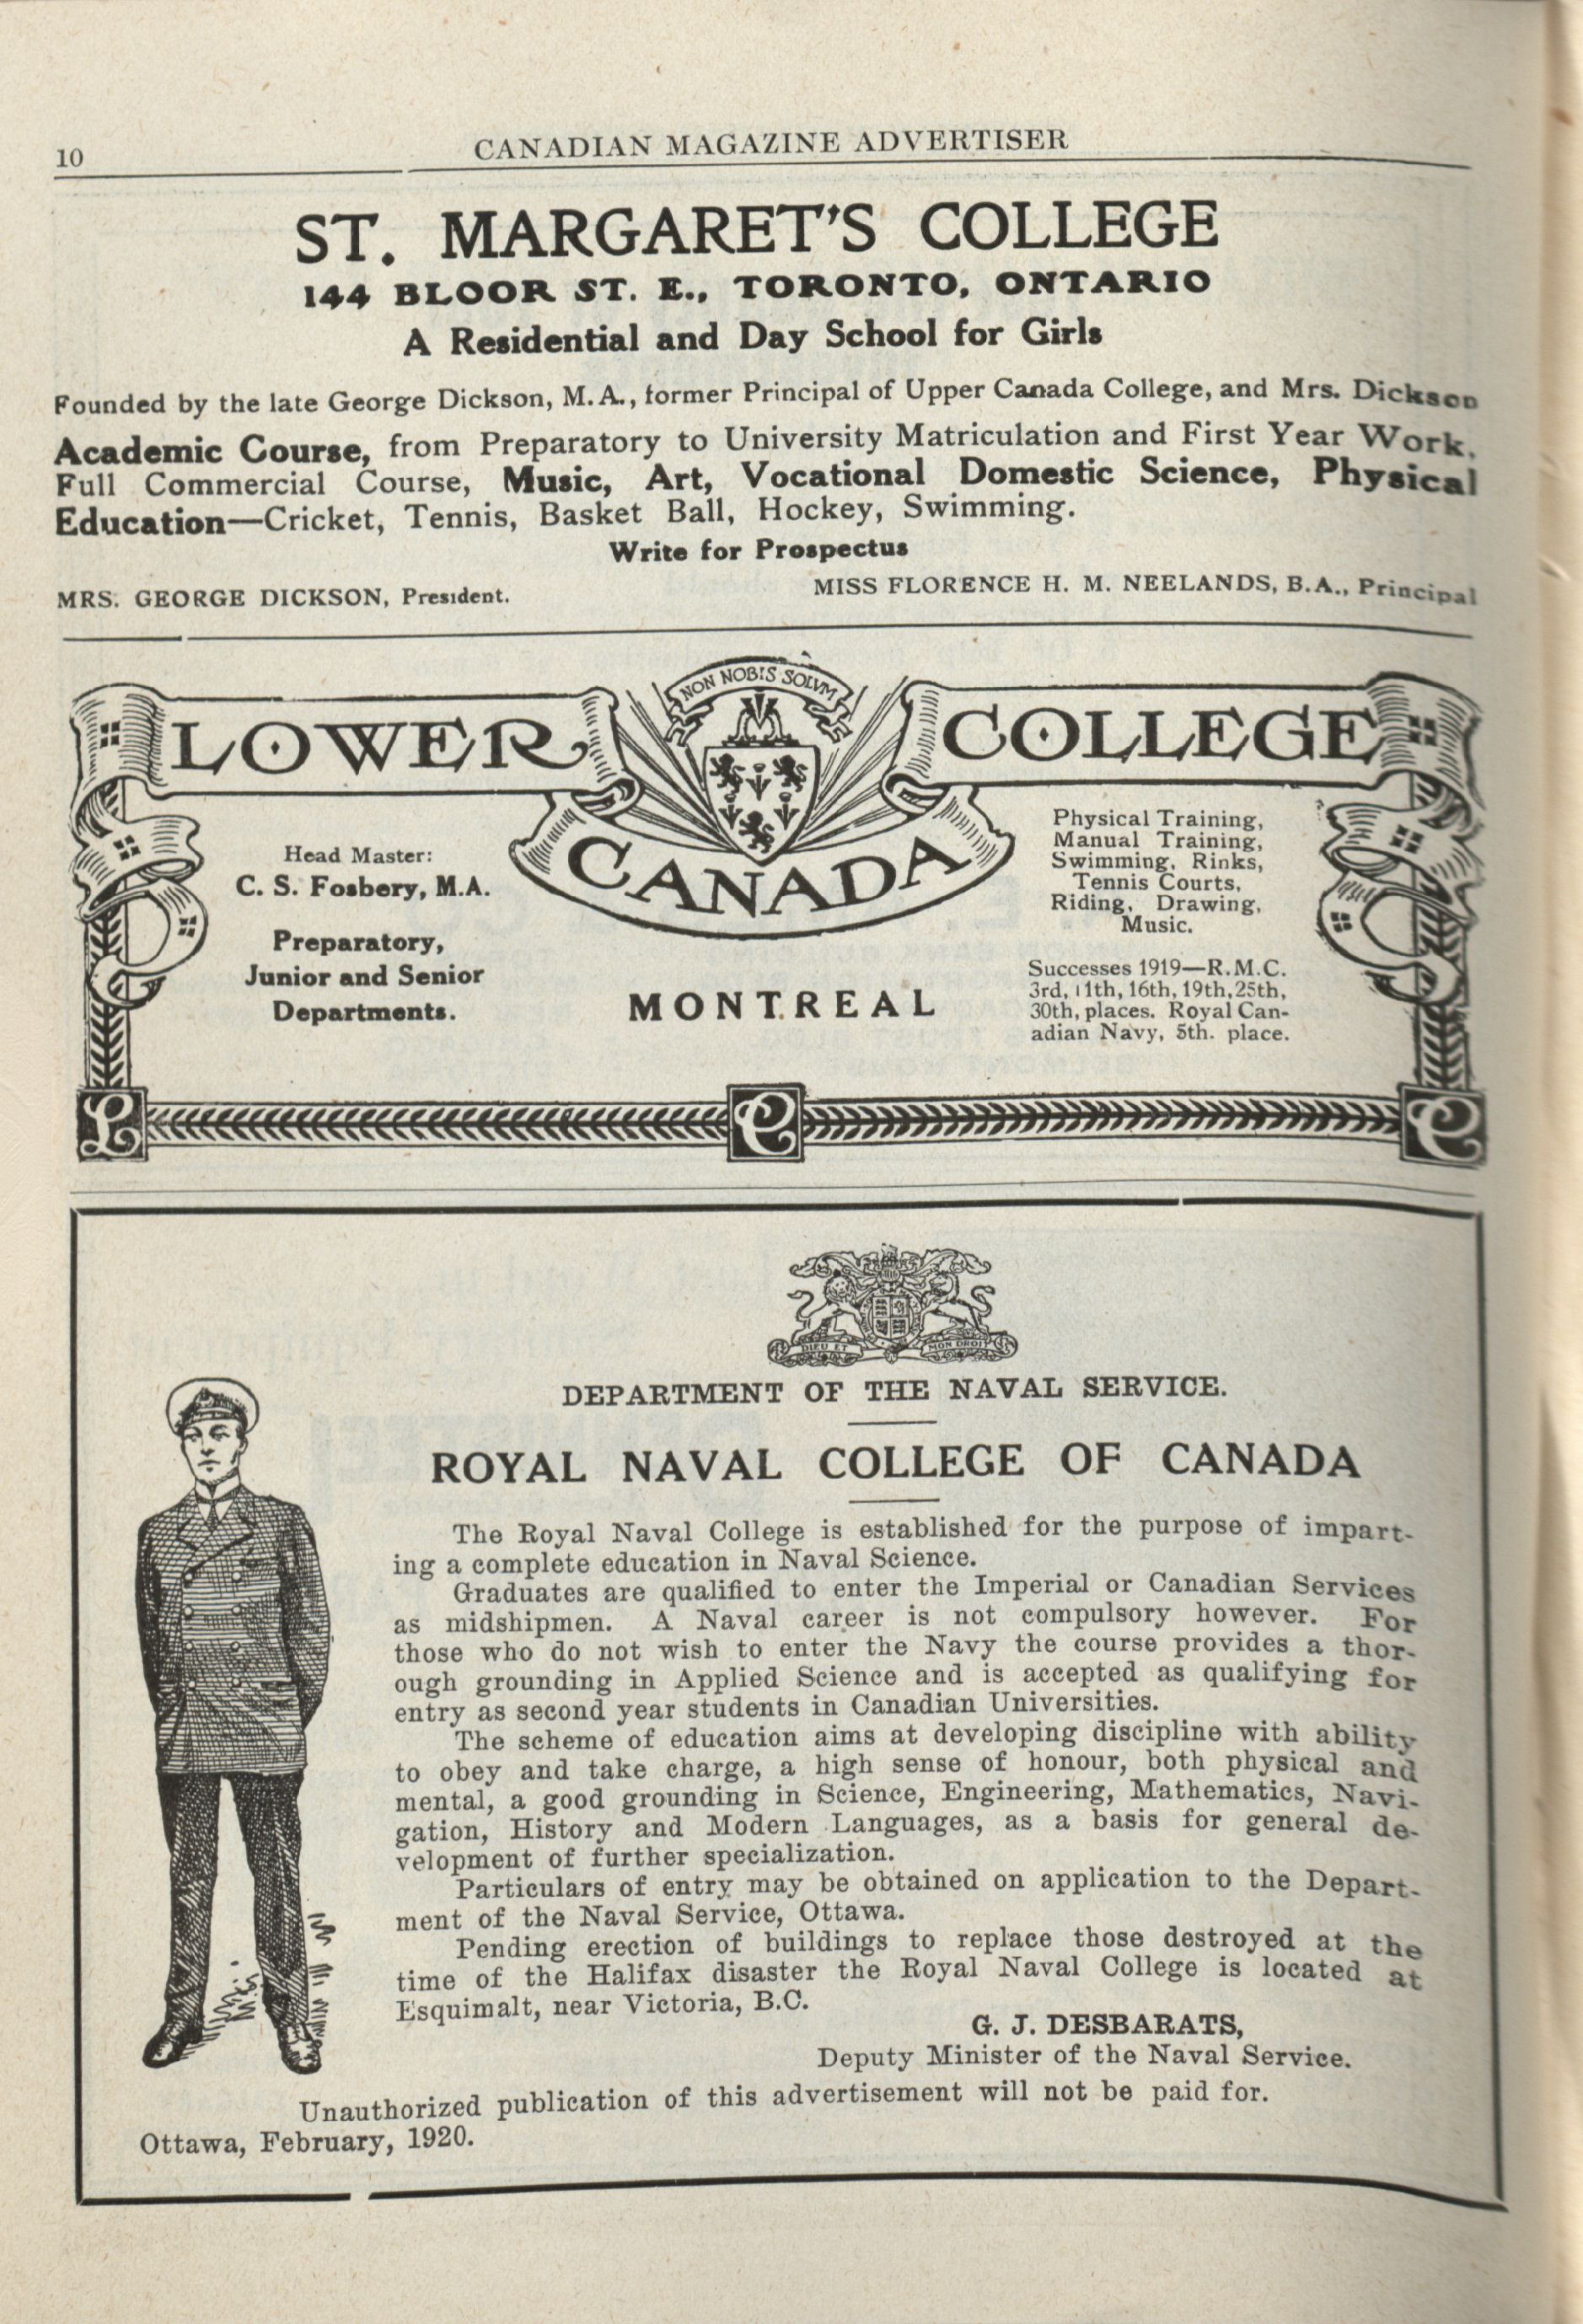 10
CANADIAN MAGAZINE ADVERTISER
ST. MARGARET'S COLLEGE
144 BLOOR ST. E., TORONTO, ONTARIO
A Residential and Day School for Girls
Founded by the late George Dickson, M.A., former Principal of Upper Canada College, and Mrs. Dickson
Academic Course, from Preparatory to University Matriculation and First Year Work.
Full Commercial Course, Music, Art, Vocational Domestic Science, Physical
Education—Cricket, Tennis, Basket Ball, Hockey, Swimming.
Write for Prospectus
MRS. GEORGE DICKSON, President.
MISS FLORENCE H. M. NEELANDS, B.A., Principal
NON NOBIS SOLVM
LOWER
CANADA
COLLEGE
Head Master:
C. S. Fosbery, M.A.
Preparatory,
Junior and Senior
Departments.
MONTREAL
Physical Training,
Manual Training,
Swimming, Rinks,
Tennis Courts,
Riding, Drawing,
Music.
Successes 1919—R.M.C.
3rd, 11th, 16th, 19th, 25th,
30th, places. Royal Can-
adian Navy, 5th. place.
L
C
C
DIEU ET MON DROIT
DEPARTMENT OF THE NAVAL SERVICE.
ROYAL NAVAL COLLEGE OF CANADA
The Royal Naval College is established for the purpose of impart-
ing a complete education in Naval Science.
Graduates are qualified to enter the Imperial or Canadian Services
as midshipmen. A Naval career is not compulsory however. For
those who do not wish to enter the Navy the course provides a thor-
ough grounding in Applied Science and is accepted as qualifying for
entry as second year students in Canadian Universities.
The scheme of education aims at developing discipline with ability
to obey and take charge, a high sense of honour, both physical and
mental, a good grounding in Science, Engineering, Mathematics, Navi-
gation, History and Modern Languages, as a basis for general de-
velopment of further specialization.
Particulars of entry may be obtained on application to the Depart-
ment of the Naval Service, Ottawa.
Pending erection of buildings to replace those destroyed at the
time of the Halifax disaster the Royal Naval College is located at
Esquimalt, near Victoria, B.C.
G. J. DESBARATS,
Deputy Minister of the Naval Service.
Unauthorized publication of this advertisement will not be paid for.
Ottawa, February, 1920.